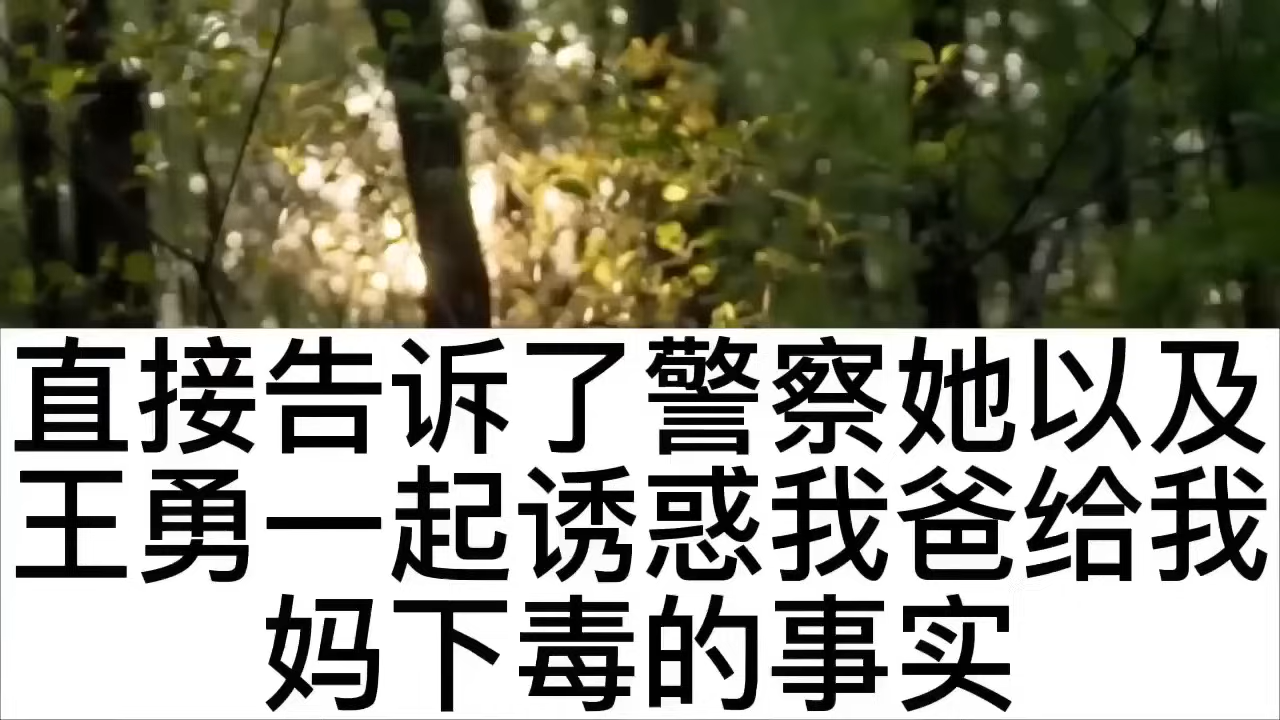 直接告诉了警察她以及
王勇一起诱惑我爸给我
妈下毒的事实